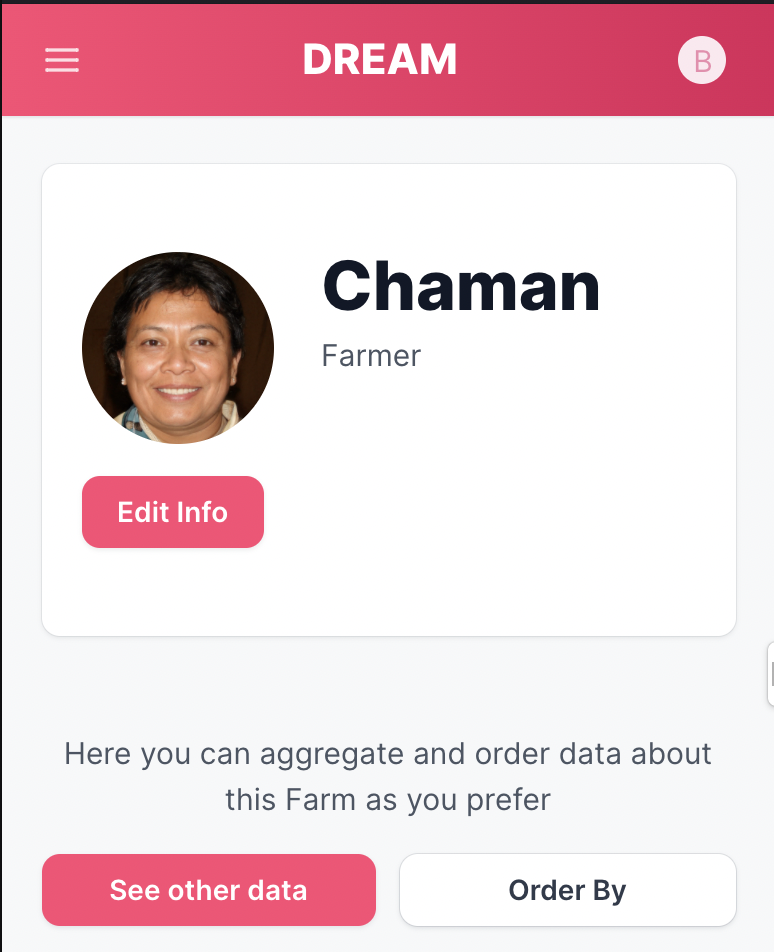 DREAM
B
Chaman
Farmer
Edit Info
Here you can aggregate and order data about
this Farm as you prefer
See other data
Order By